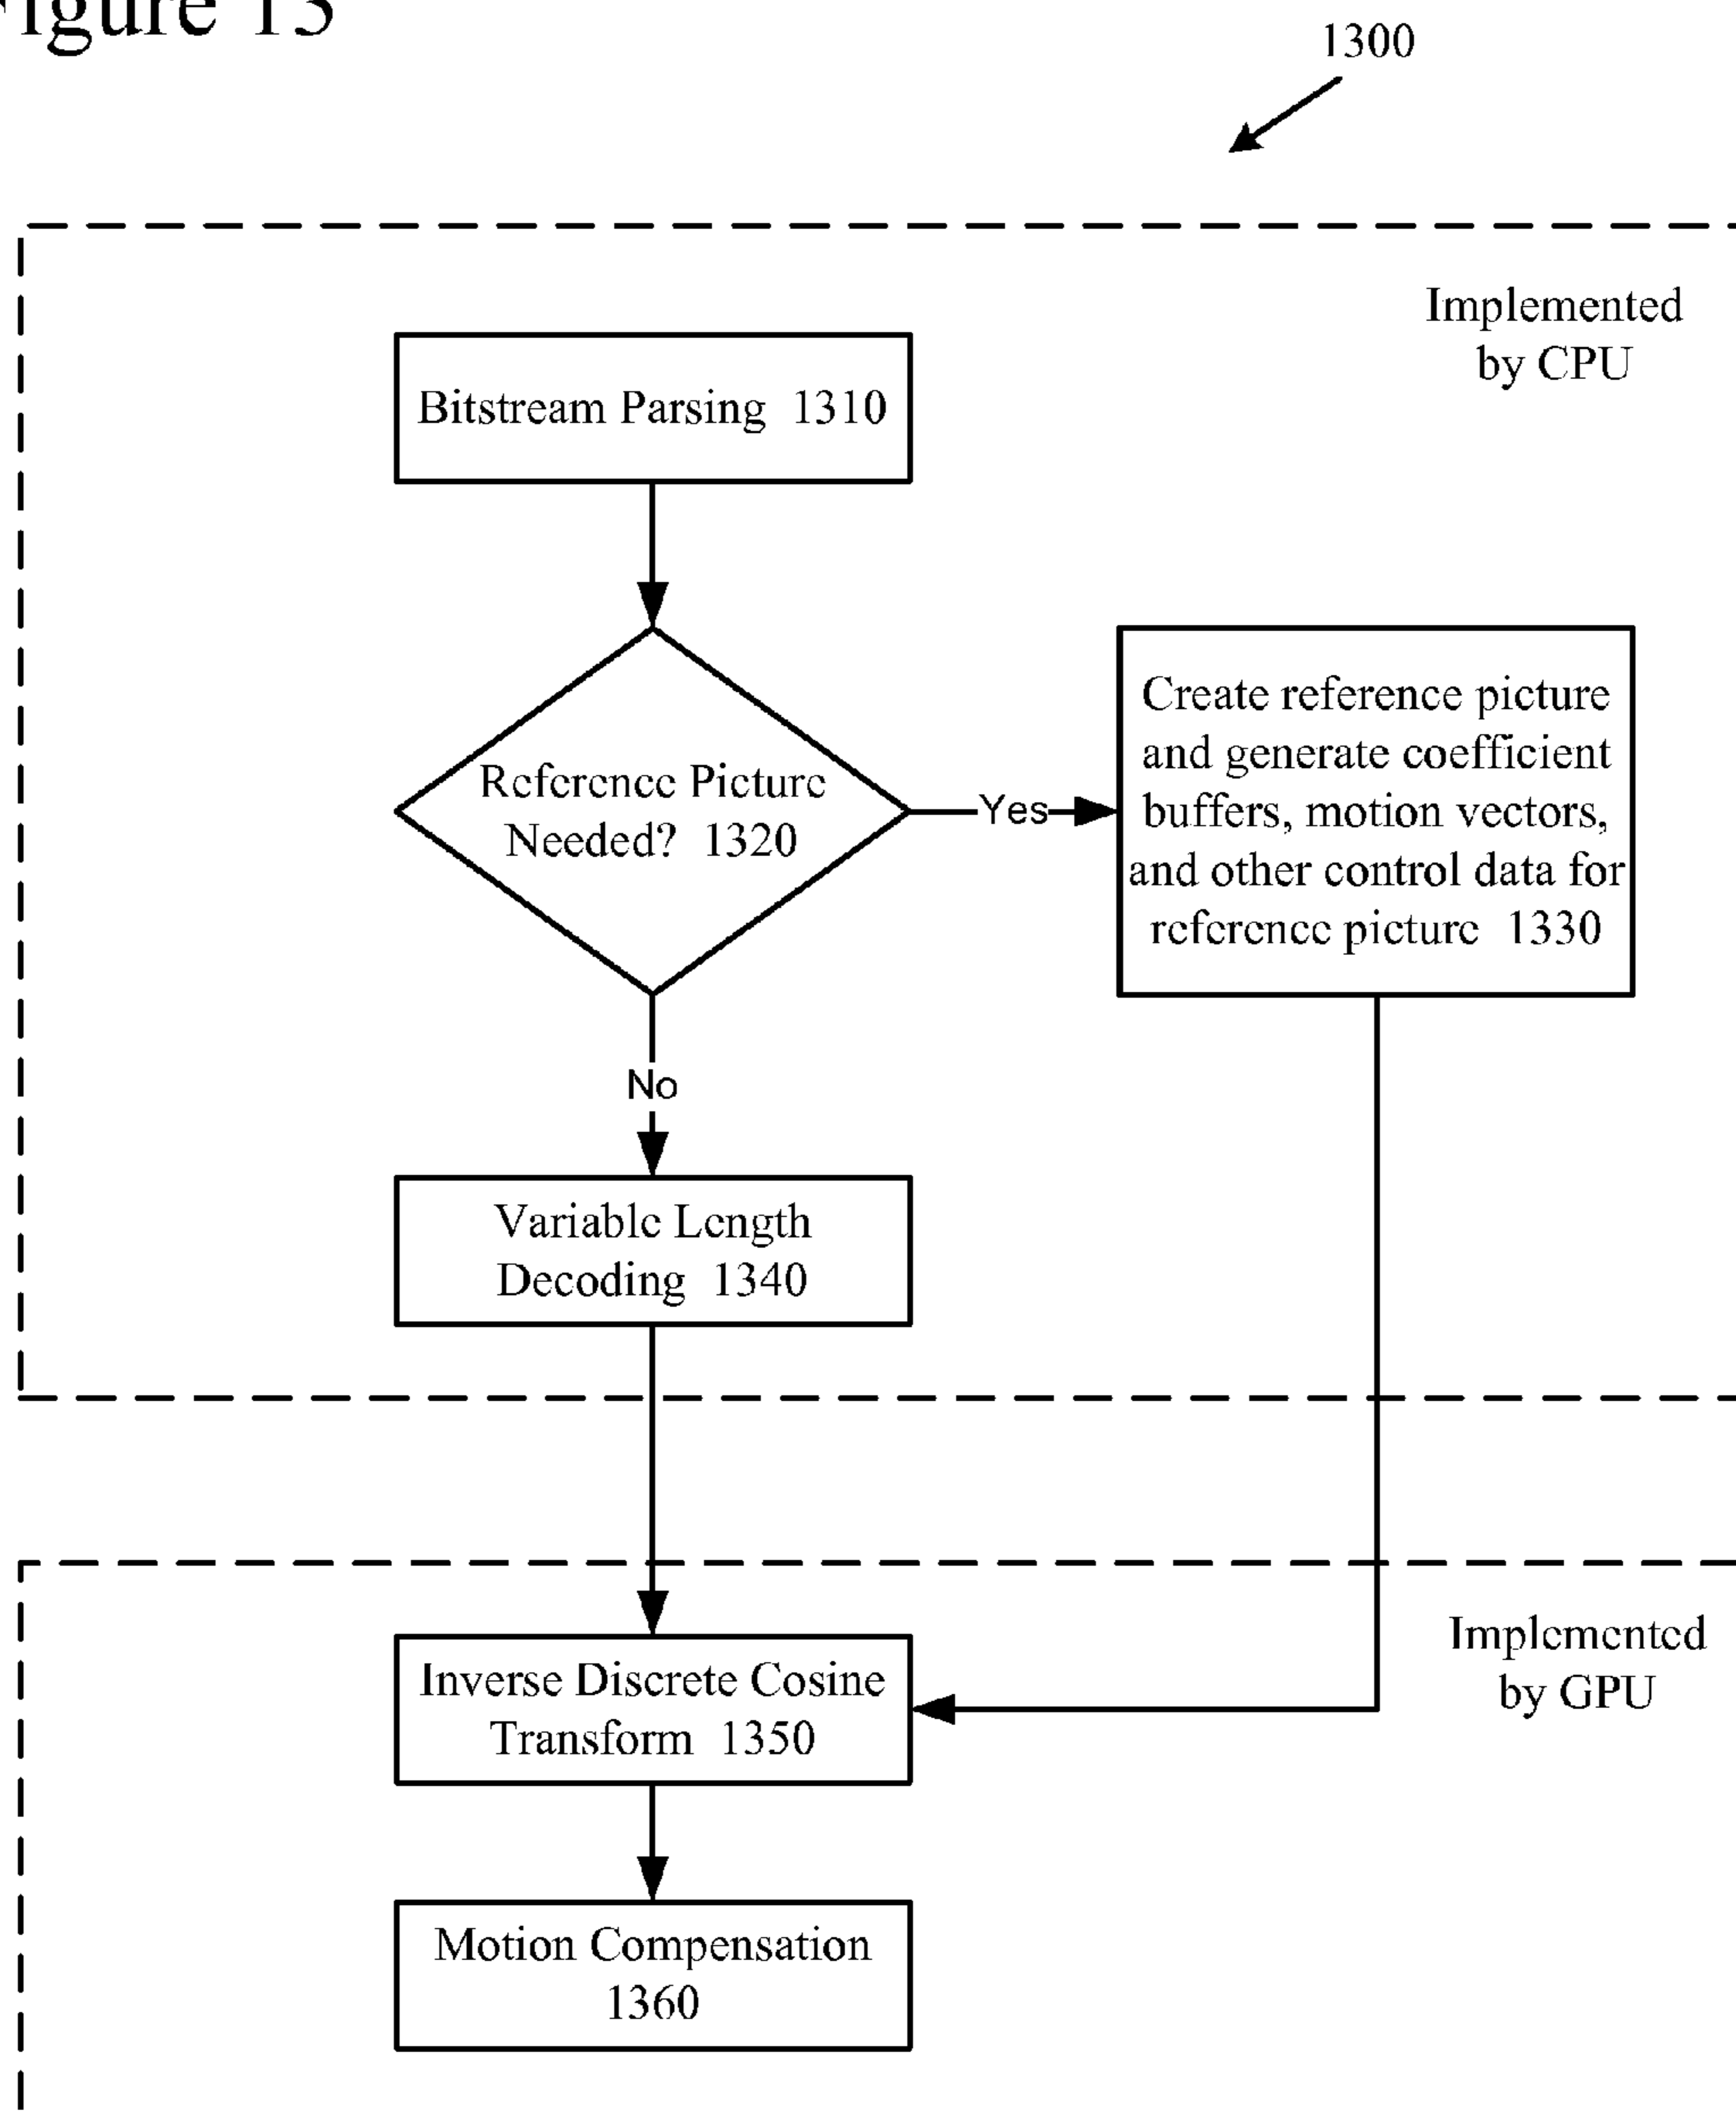 Figure 13
1300
Implemented
by CPU
Bitstream Parsing 1310
Reference Picture
Needed? 1320
Yes
Create reference picture
and generate coefficient
buffers, motion vectors,
and other control data for
reference picture 1330
No
Variable Length
Decoding 1340
Implemented
by GPU
Inverse Discrete Cosine
Transform 1350
Motion Compensation
1360